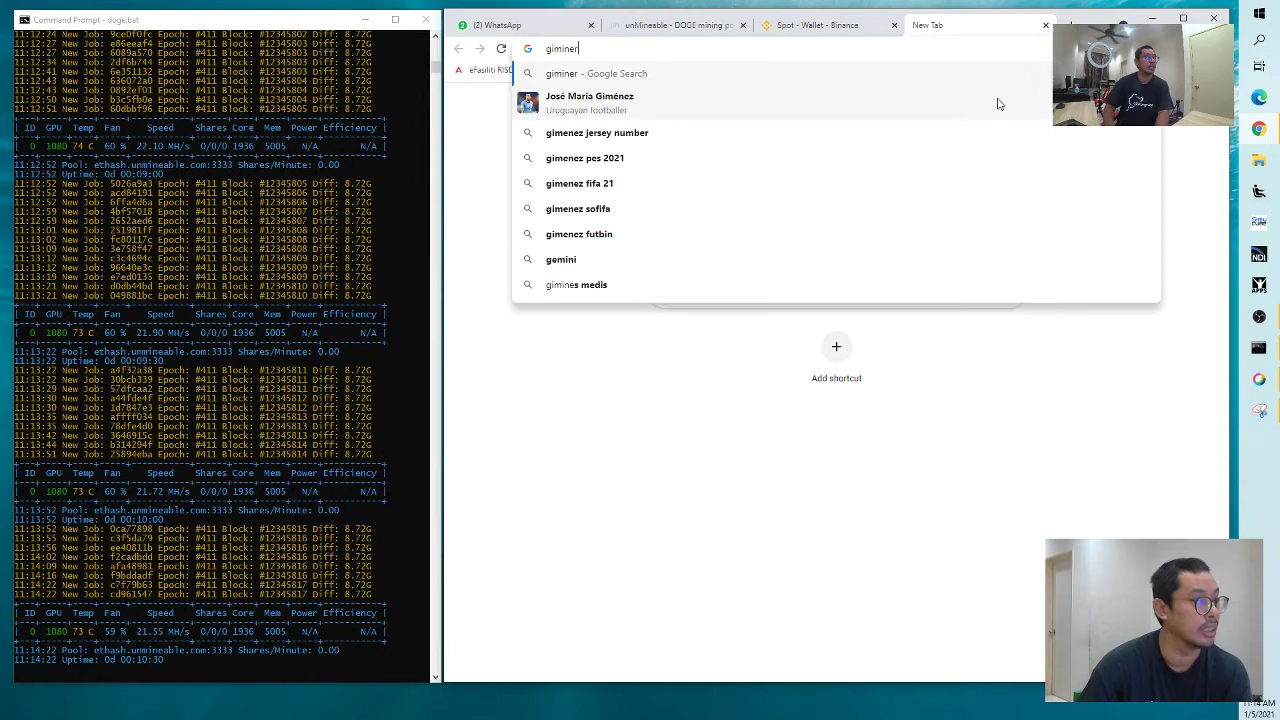 Command Prompt - doge.bat
11:12:24 New Job: 9ce0f0fc Epoch: #411 Block: #12345802 Diff: 8.72G
11:12:27 New Job: e86eeaf4 Epoch: #411 Block: #12345803 Diff: 8.72G
11:12:27 New Job: 6089a570 Epoch: #411 Block: #12345803 Diff: 8.72G
11:12:34 New Job: 2df6b744 Epoch: #411 Block: #12345803 Diff: 8.72G
11:12:41 New Job: 6e351132 Epoch: #411 Block: #12345803 Diff: 8.72G
11:12:43 New Job: 636072a0 Epoch: #411 Block: #12345803 Diff: 8.72G
11:12:43 New Job: 0892ef01 Epoch: #411 Block: #12345804 Diff: 8.72G
11:12:50 New Job: b3c5fb0e Epoch: #411 Block: #12345804 Diff: 8.72G
11:12:51 New Job: 60dbbf96 Epoch: #411 Block: #12345805 Diff: 8.72G
| ID GPU Temp Fan Speed Shares Core Mem Power Efficiency |
| 0 1080 74 C 60 % 22.10 MH/s 0/0/0 1936 5005 N/A N/A |
11:12:52 Pool: ethash.unmineable.com:3333 Shares/Minute: 0.00
11:12:52 Uptime: 0d 00:09:00
11:12:52 New Job: 5026a9a3 Epoch: #411 Block: #12345805 Diff: 8.72G
11:12:52 New Job: acd84191 Epoch: #411 Block: #12345806 Diff: 8.72G
11:12:52 New Job: 6ffa4d6a Epoch: #411 Block: #12345806 Diff: 8.72G
11:12:59 New Job: 4bf57018 Epoch: #411 Block: #12345807 Diff: 8.72G
11:12:59 New Job: 2652aed6 Epoch: #411 Block: #12345807 Diff: 8.72G
11:13:01 New Job: 251981ff Epoch: #411 Block: #12345808 Diff: 8.72G
11:13:02 New Job: fc80117c Epoch: #411 Block: #12345808 Diff: 8.72G
11:13:09 New Job: 3e758f47 Epoch: #411 Block: #12345808 Diff: 8.72G
11:13:12 New Job: c3c4694c Epoch: #411 Block: #12345809 Diff: 8.72G
11:13:12 New Job: 96640e3c Epoch: #411 Block: #12345809 Diff: 8.72G
11:13:19 New Job: e7ed0135 Epoch: #411 Block: #12345809 Diff: 8.72G
11:13:21 New Job: d0db44bd Epoch: #411 Block: #12345810 Diff: 8.72G
11:13:21 New Job: 049881bc Epoch: #411 Block: #12345810 Diff: 8.72G
| ID GPU Temp Fan Speed Shares Core Mem Power Efficiency |
| 0 1080 73 C 60 % 21.90 MH/s 0/0/0 1936 5005 N/A N/A |
11:13:22 Pool: ethash.unmineable.com:3333 Shares/Minute: 0.00
11:13:22 Uptime: 0d 00:09:30
11:13:22 New Job: a4f32a38 Epoch: #411 Block: #12345811 Diff: 8.72G
11:13:22 New Job: 30bcb339 Epoch: #411 Block: #12345811 Diff: 8.72G
11:13:29 New Job: 57dfcaa2 Epoch: #411 Block: #12345811 Diff: 8.72G
11:13:30 New Job: a44fde4f Epoch: #411 Block: #12345812 Diff: 8.72G
11:13:30 New Job: 1d7847e3 Epoch: #411 Block: #12345812 Diff: 8.72G
11:13:35 New Job: affff034 Epoch: #411 Block: #12345813 Diff: 8.72G
11:13:35 New Job: 78dfe4d0 Epoch: #411 Block: #12345813 Diff: 8.72G
11:13:42 New Job: 3646915c Epoch: #411 Block: #12345813 Diff: 8.72G
11:13:44 New Job: b314294f Epoch: #411 Block: #12345814 Diff: 8.72G
11:13:51 New Job: 25894eba Epoch: #411 Block: #12345814 Diff: 8.72G
| ID GPU Temp Fan Speed Shares Core Mem Power Efficiency |
| 0 1080 73 C 60 % 21.72 MH/s 0/0/0 1936 5005 N/A N/A |
11:13:52 Pool: ethash.unmineable.com:3333 Shares/Minute: 0.00
11:13:52 Uptime: 0d 00:10:00
11:13:52 New Job: 0ca77898 Epoch: #411 Block: #12345815 Diff: 8.72G
11:13:55 New Job: c3f5da79 Epoch: #411 Block: #12345816 Diff: 8.72G
11:13:56 New Job: ee40811b Epoch: #411 Block: #12345816 Diff: 8.72G
11:14:02 New Job: f2cadbdd Epoch: #411 Block: #12345816 Diff: 8.72G
11:14:09 New Job: afa48981 Epoch: #411 Block: #12345816 Diff: 8.72G
11:14:16 New Job: f9bddadf Epoch: #411 Block: #12345816 Diff: 8.72G
11:14:22 New Job: c7f79b63 Epoch: #411 Block: #12345817 Diff: 8.72G
11:14:22 New Job: cd961547 Epoch: #411 Block: #12345817 Diff: 8.72G
| ID GPU Temp Fan Speed Shares Core Mem Power Efficiency |
| 0 1080 73 C 59 % 21.55 MH/s 0/0/0 1936 5005 N/A N/A |
11:14:22 Pool: ethash.unmineable.com:3333 Shares/Minute: 0.00
11:14:22 Uptime: 0d 00:10:30
(2) WhatsApp
unMineable - DOGE mining po
Spot - Wallet - Binance
New Tab
giminer
eFasiliti RISD
giminer - Google Search
José María Giménez
Uruguayan footballer
gimenez jersey number
gimenez pes 2021
gimenez fifa 21
gimenez sofifa
gimenez futbin
gemini
gimines medis
Add shortcut
NDI
11:14 AM
1/5/2021